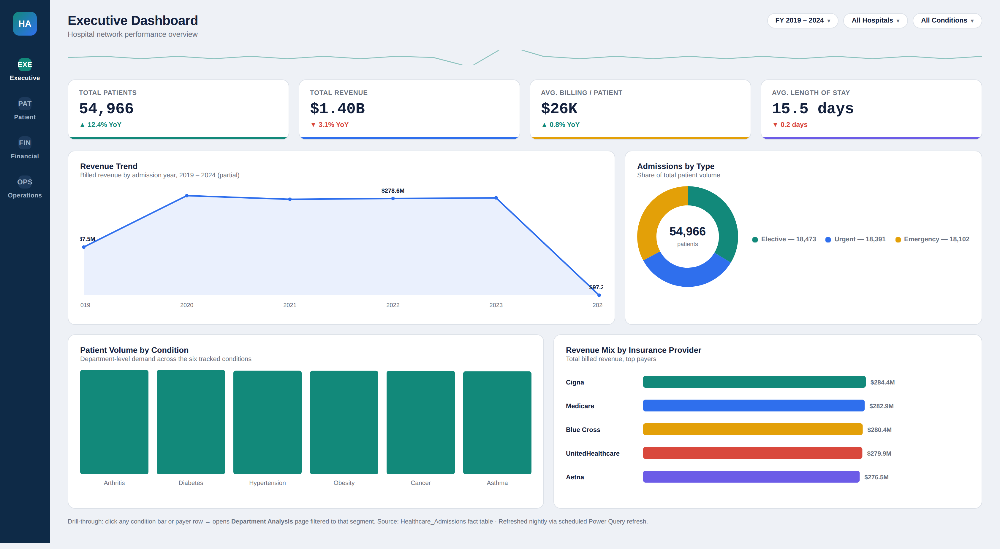 HA
EXE
Executive
PAT
Patient
FIN
Financial
OPS
Operations
Executive Dashboard
Hospital network performance overview
FY 2019 – 2024 ▾
All Hospitals ▾
All Conditions ▾
TOTAL PATIENTS
54,966
▲ 12.4% YoY
TOTAL REVENUE
$1.40B
▼ 3.1% YoY
AVG. BILLING / PATIENT
$26K
▲ 0.8% YoY
AVG. LENGTH OF STAY
15.5 days
▼ 0.2 days
Revenue Trend
Billed revenue by admission year, 2019 – 2024 (partial)
$278.6M
37.5M
$97.2
019
2020
2021
2022
2023
202
Admissions by Type
Share of total patient volume
54,966
patients
Elective — 18,473
Urgent — 18,391
Emergency — 18,102
Patient Volume by Condition
Department-level demand across the six tracked conditions
Arthritis
Diabetes
Hypertension
Obesity
Cancer
Asthma
Revenue Mix by Insurance Provider
Total billed revenue, top payers
Cigna $284.4M
Medicare $282.9M
Blue Cross $280.4M
UnitedHealthcare $279.9M
Aetna $276.5M
Drill-through: click any condition bar or payer row → opens Department Analysis page filtered to that segment. Source: Healthcare_Admissions fact table · Refreshed nightly via scheduled Power Query refresh.